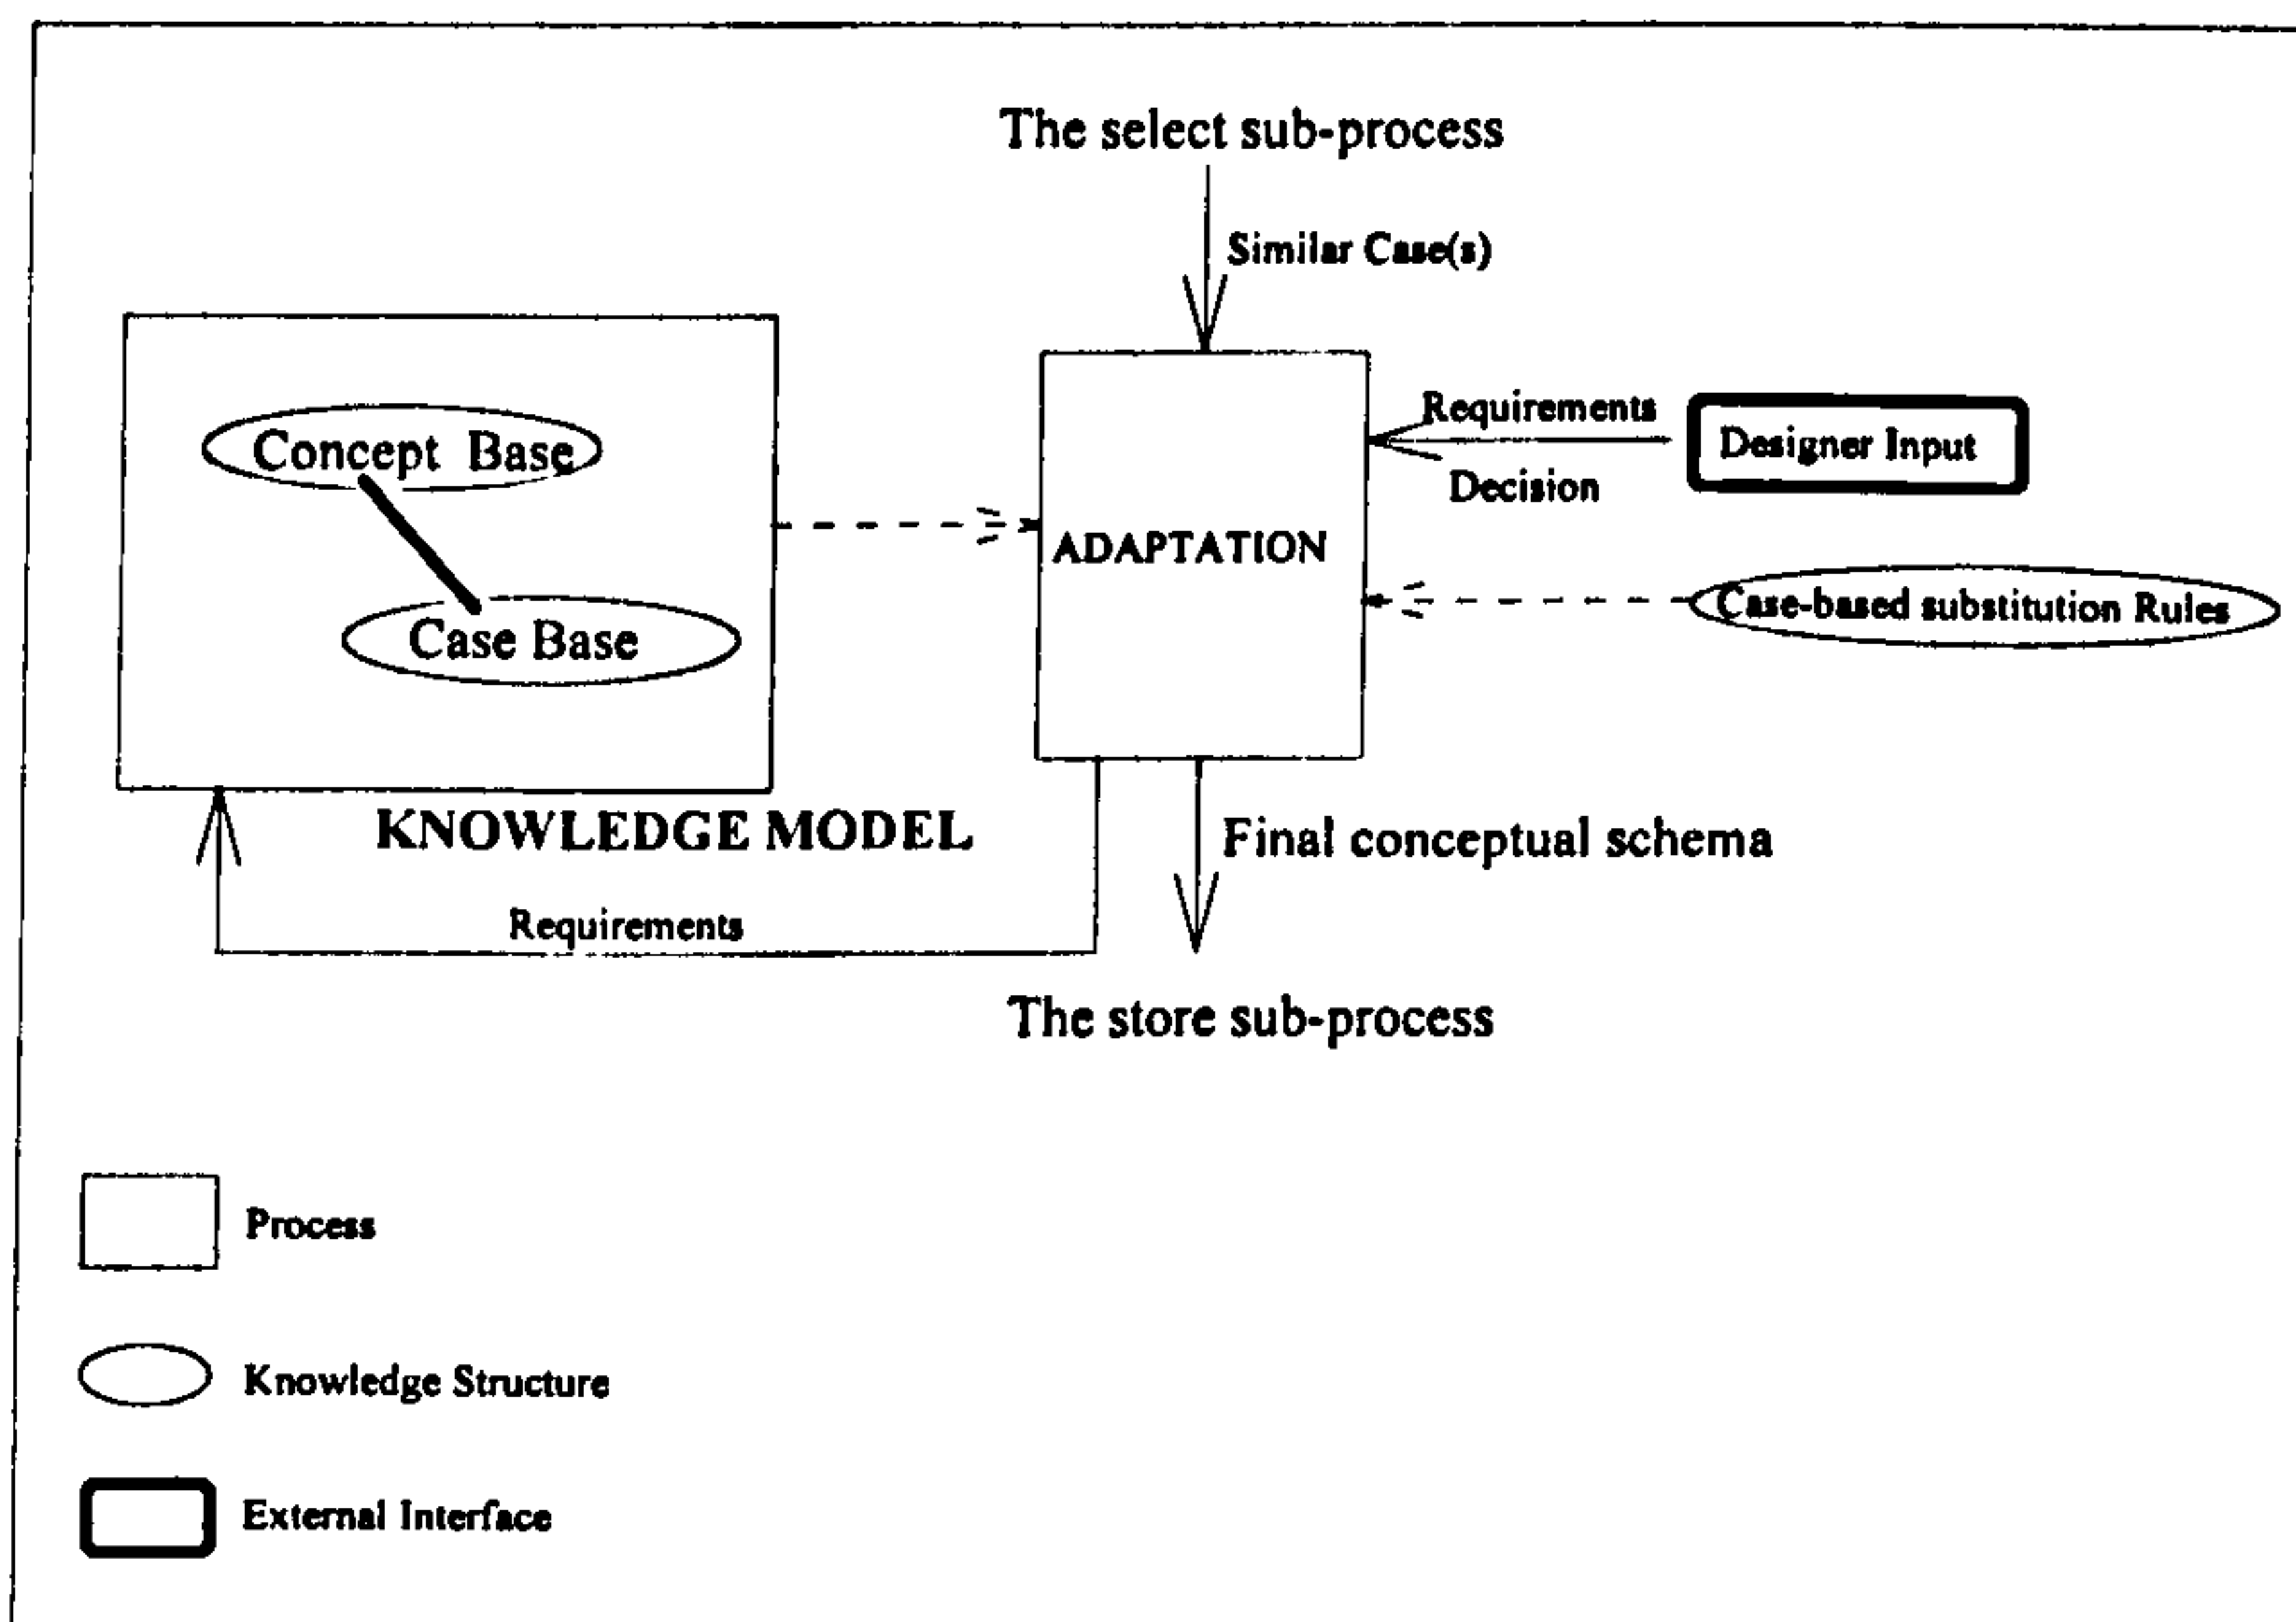 The select sub-process
Similar Case(s)
Concept Base
Case Base
KNOWLEDGE MODEL
ADAPTATION
Requirements
Decision
Designer Input
Case-based substitution Rules
Requirements
Final conceptual schema
The store sub-process
Process
Knowledge Structure
External Interface